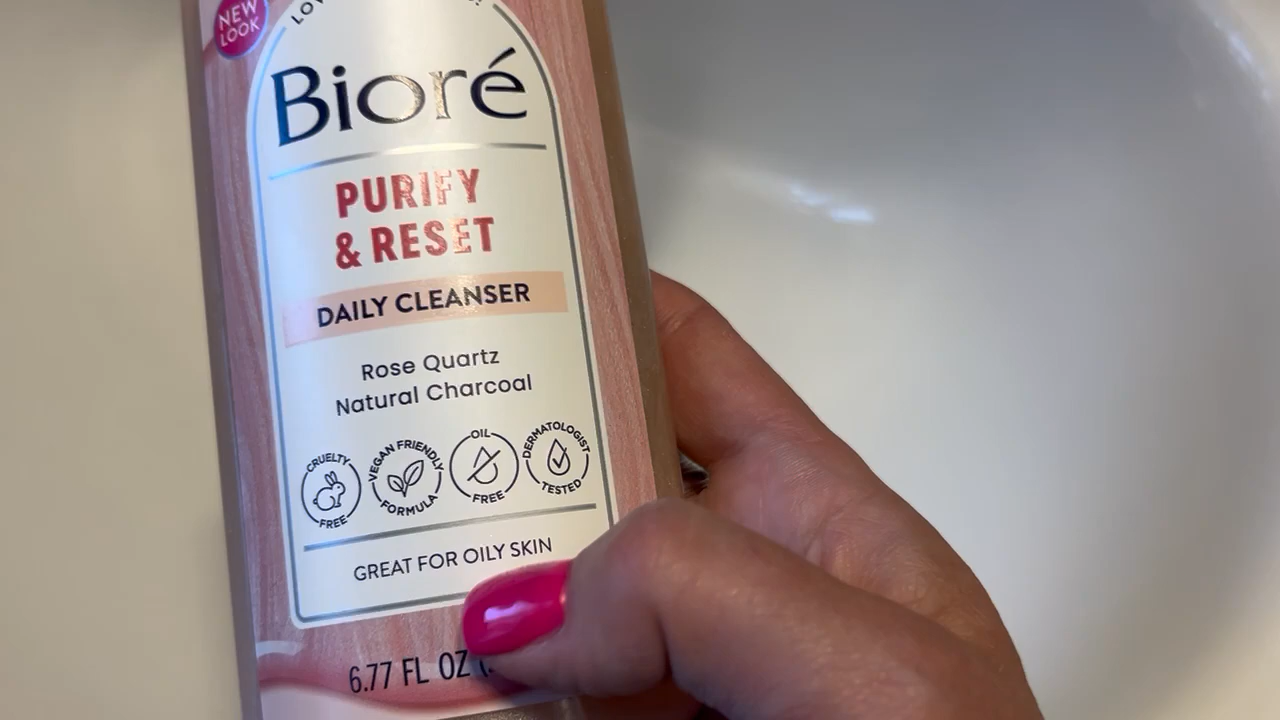 NEW
LOOK
Bioré
PURIFY
& RESET
DAILY CLEANSER
Rose Quartz
Natural Charcoal
CRUELTY
FREE
VEGAN FRIENDLY
FORMULA
OIL
FREE
DERMATOLOGIST
TESTED
GREAT FOR OILY SKIN
6.77 FL OZ (